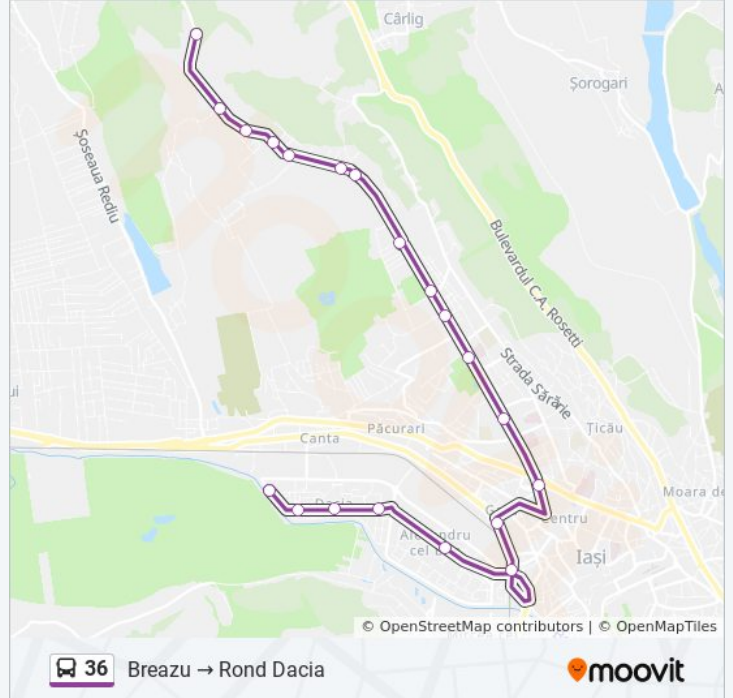 Cârlig
Șorogari
Șoseaua Rediu
Bulevardul C.A. Rosetti
Strada Sărărie
Țicău
Păcurari
Canta
Moara de
Dacia
Centru
Iași
© OpenStreetMap contributors | © OpenMapTiles
36 Breazu → Rond Dacia
moovit